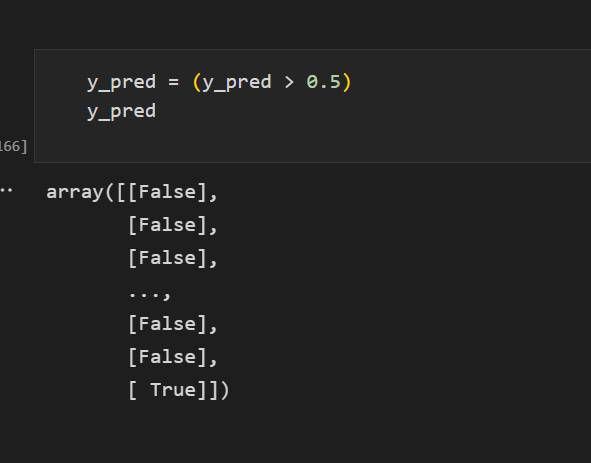 y_pred = (y_pred > 0.5)
y_pred
166]
array([[False],
[False],
[False],
...,
[False],
[False],
[ True]])